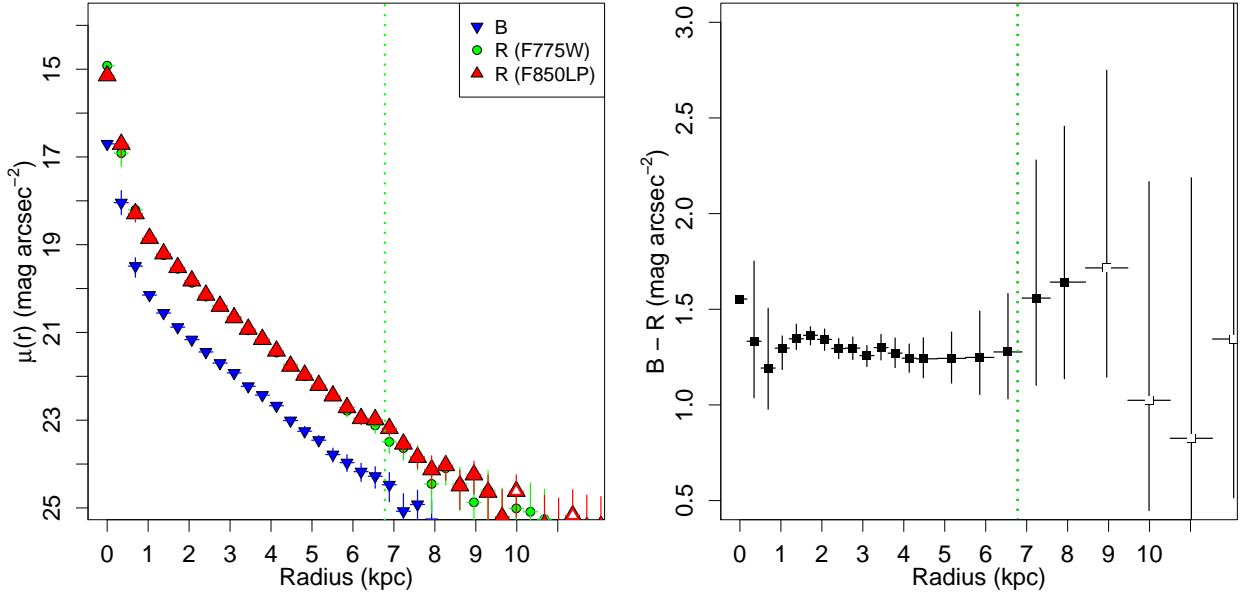 B
R (F775W)
R (F850LP)
15
17
19
21
23
25
μ(r) (mag arcsec−2)
0 1 2 3 4 5 6 7 8 9 10
Radius (kpc)
3.0
2.5
2.0
1.5
1.0
0.5
B − R (mag arcsec−2)
0 1 2 3 4 5 6 7 8 9 10
Radius (kpc)